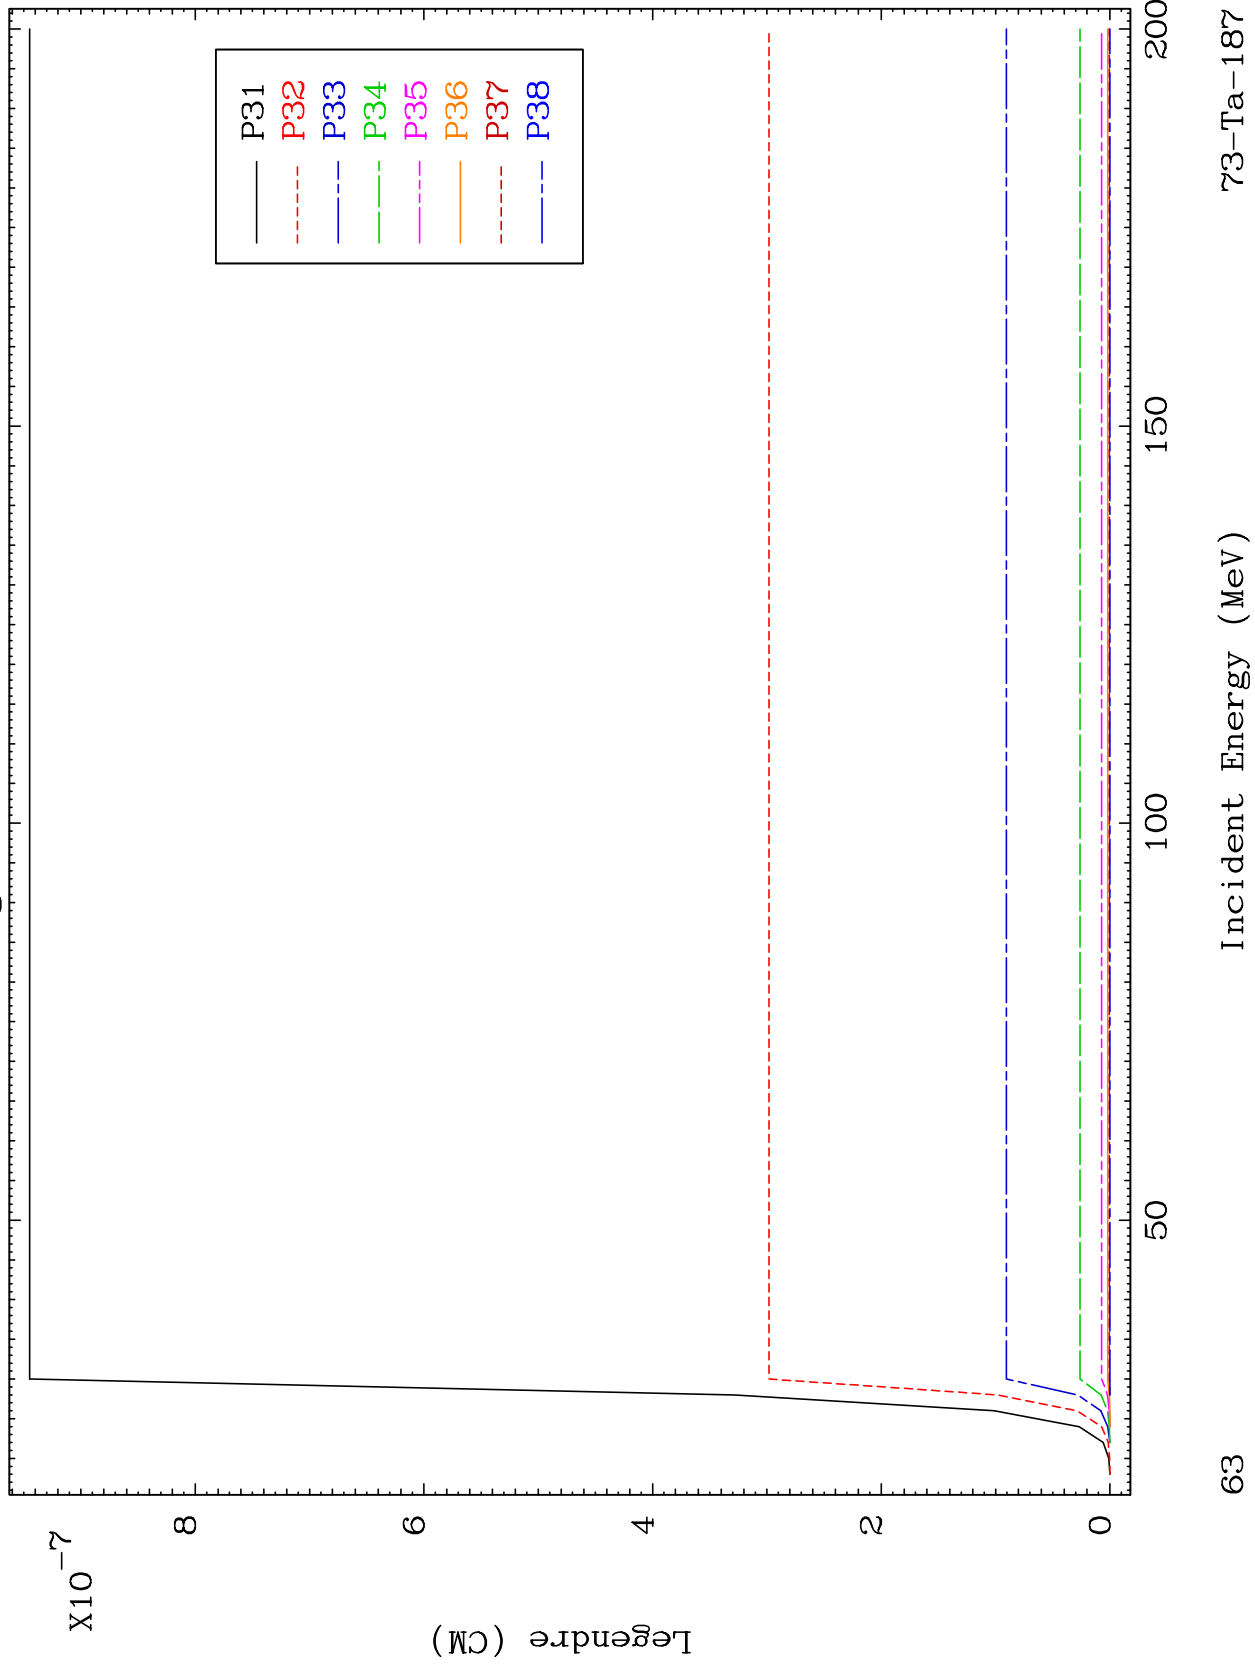 X10-7
8
6
4
2
0
Legendre (CM)
P31
P32
P33
P34
P35
P36
P37
P38
50
100
150
200
63
Incident Energy (MeV)
73-Ta-187